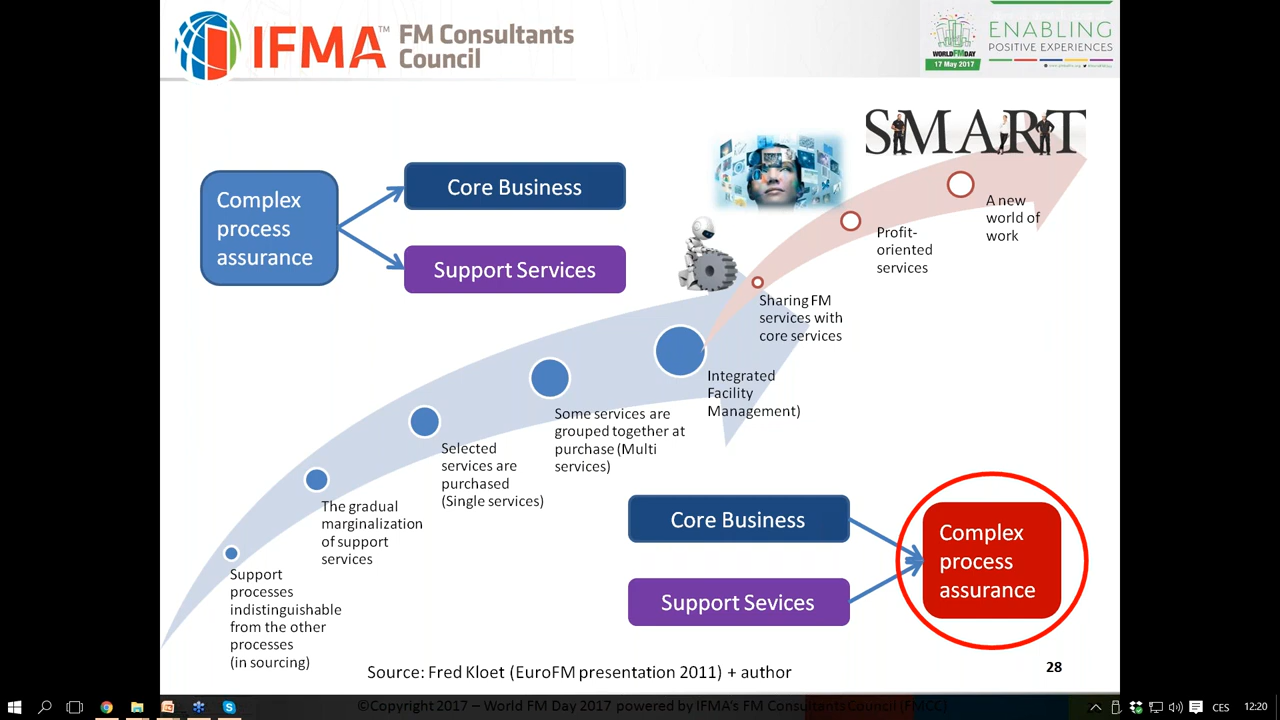 IFMA™ FM Consultants
Council
WORLD FM DAY
17 May 2017
ENABLING
POSITIVE EXPERIENCES
SMART
Complex
process
assurance
Core Business
Support Services
A new
world of
work
Profit-
oriented
services
Sharing FM
services with
core services
Integrated
Facility
Management)
Some services are
grouped together at
purchase (Multi
services)
Selected
services are
purchased
(Single services)
The gradual
marginalization
of support
services
Support
processes
indistinguishable
from the other
processes
(in sourcing)
Core Business
Support Sevices
Complex
process
assurance
Source: Fred Kloet (EuroFM presentation 2011) + author
28
©Copyright 2017 – World FM Day 2017 powered by IFMA's FM Consultants Council (FMCC)
CES
12:20